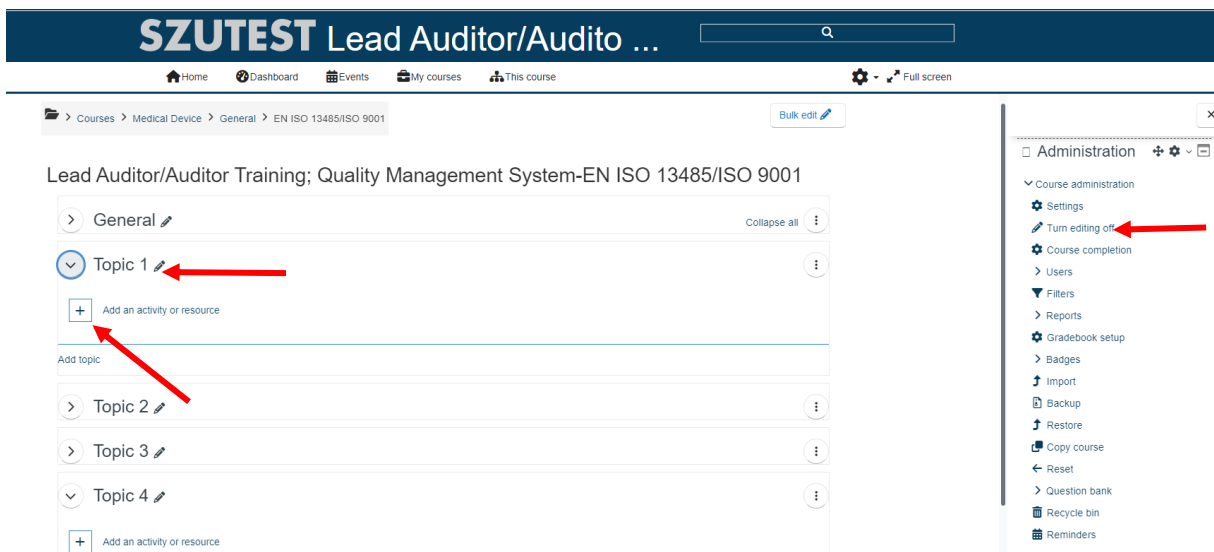 SZUTEST Lead Auditor/Audito ...
Home Dashboard Events My courses This course Full screen
Courses > Medical Device > General > EN ISO 13485/ISO 9001
Bulk edit
Lead Auditor/Auditor Training; Quality Management System-EN ISO 13485/ISO 9001
General
Collapse all
Topic 1
Add an activity or resource
Add topic
Topic 2
Topic 3
Topic 4
Add an activity or resource
Administration
Course administration
Settings
Turn editing off
Course completion
Users
Filters
Reports
Gradebook setup
Badges
Import
Backup
Restore
Copy course
Reset
Question bank
Recycle bin
Reminders